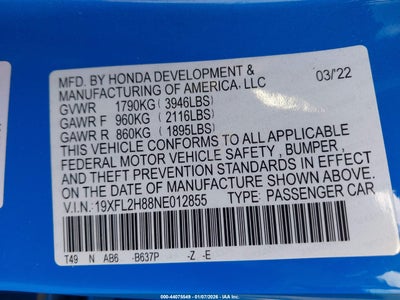 MFD. BY HONDA DEVELOPMENT &
MANUFACTURING OF AMERICA, LLC 03/22
GVWR 1790KG (3946LBS)
GAWR F 960KG (2116LBS)
GAWR R 860KG (1895LBS)
THIS VEHICLE CONFORMS TO ALL APPLICABLE
FEDERAL MOTOR VEHICLE SAFETY, BUMPER,
AND THEFT PREVENTION STANDARDS IN EFFECT
ON THE DATE OF MANUFACTURE SHOWN ABOVE.
V.I.N.: 19XFL2H88NE012855 TYPE: PASSENGER CAR
T49 N AB6 -B637P -Z -E
000-44075549 - (01/07/2026) - IAA Inc.